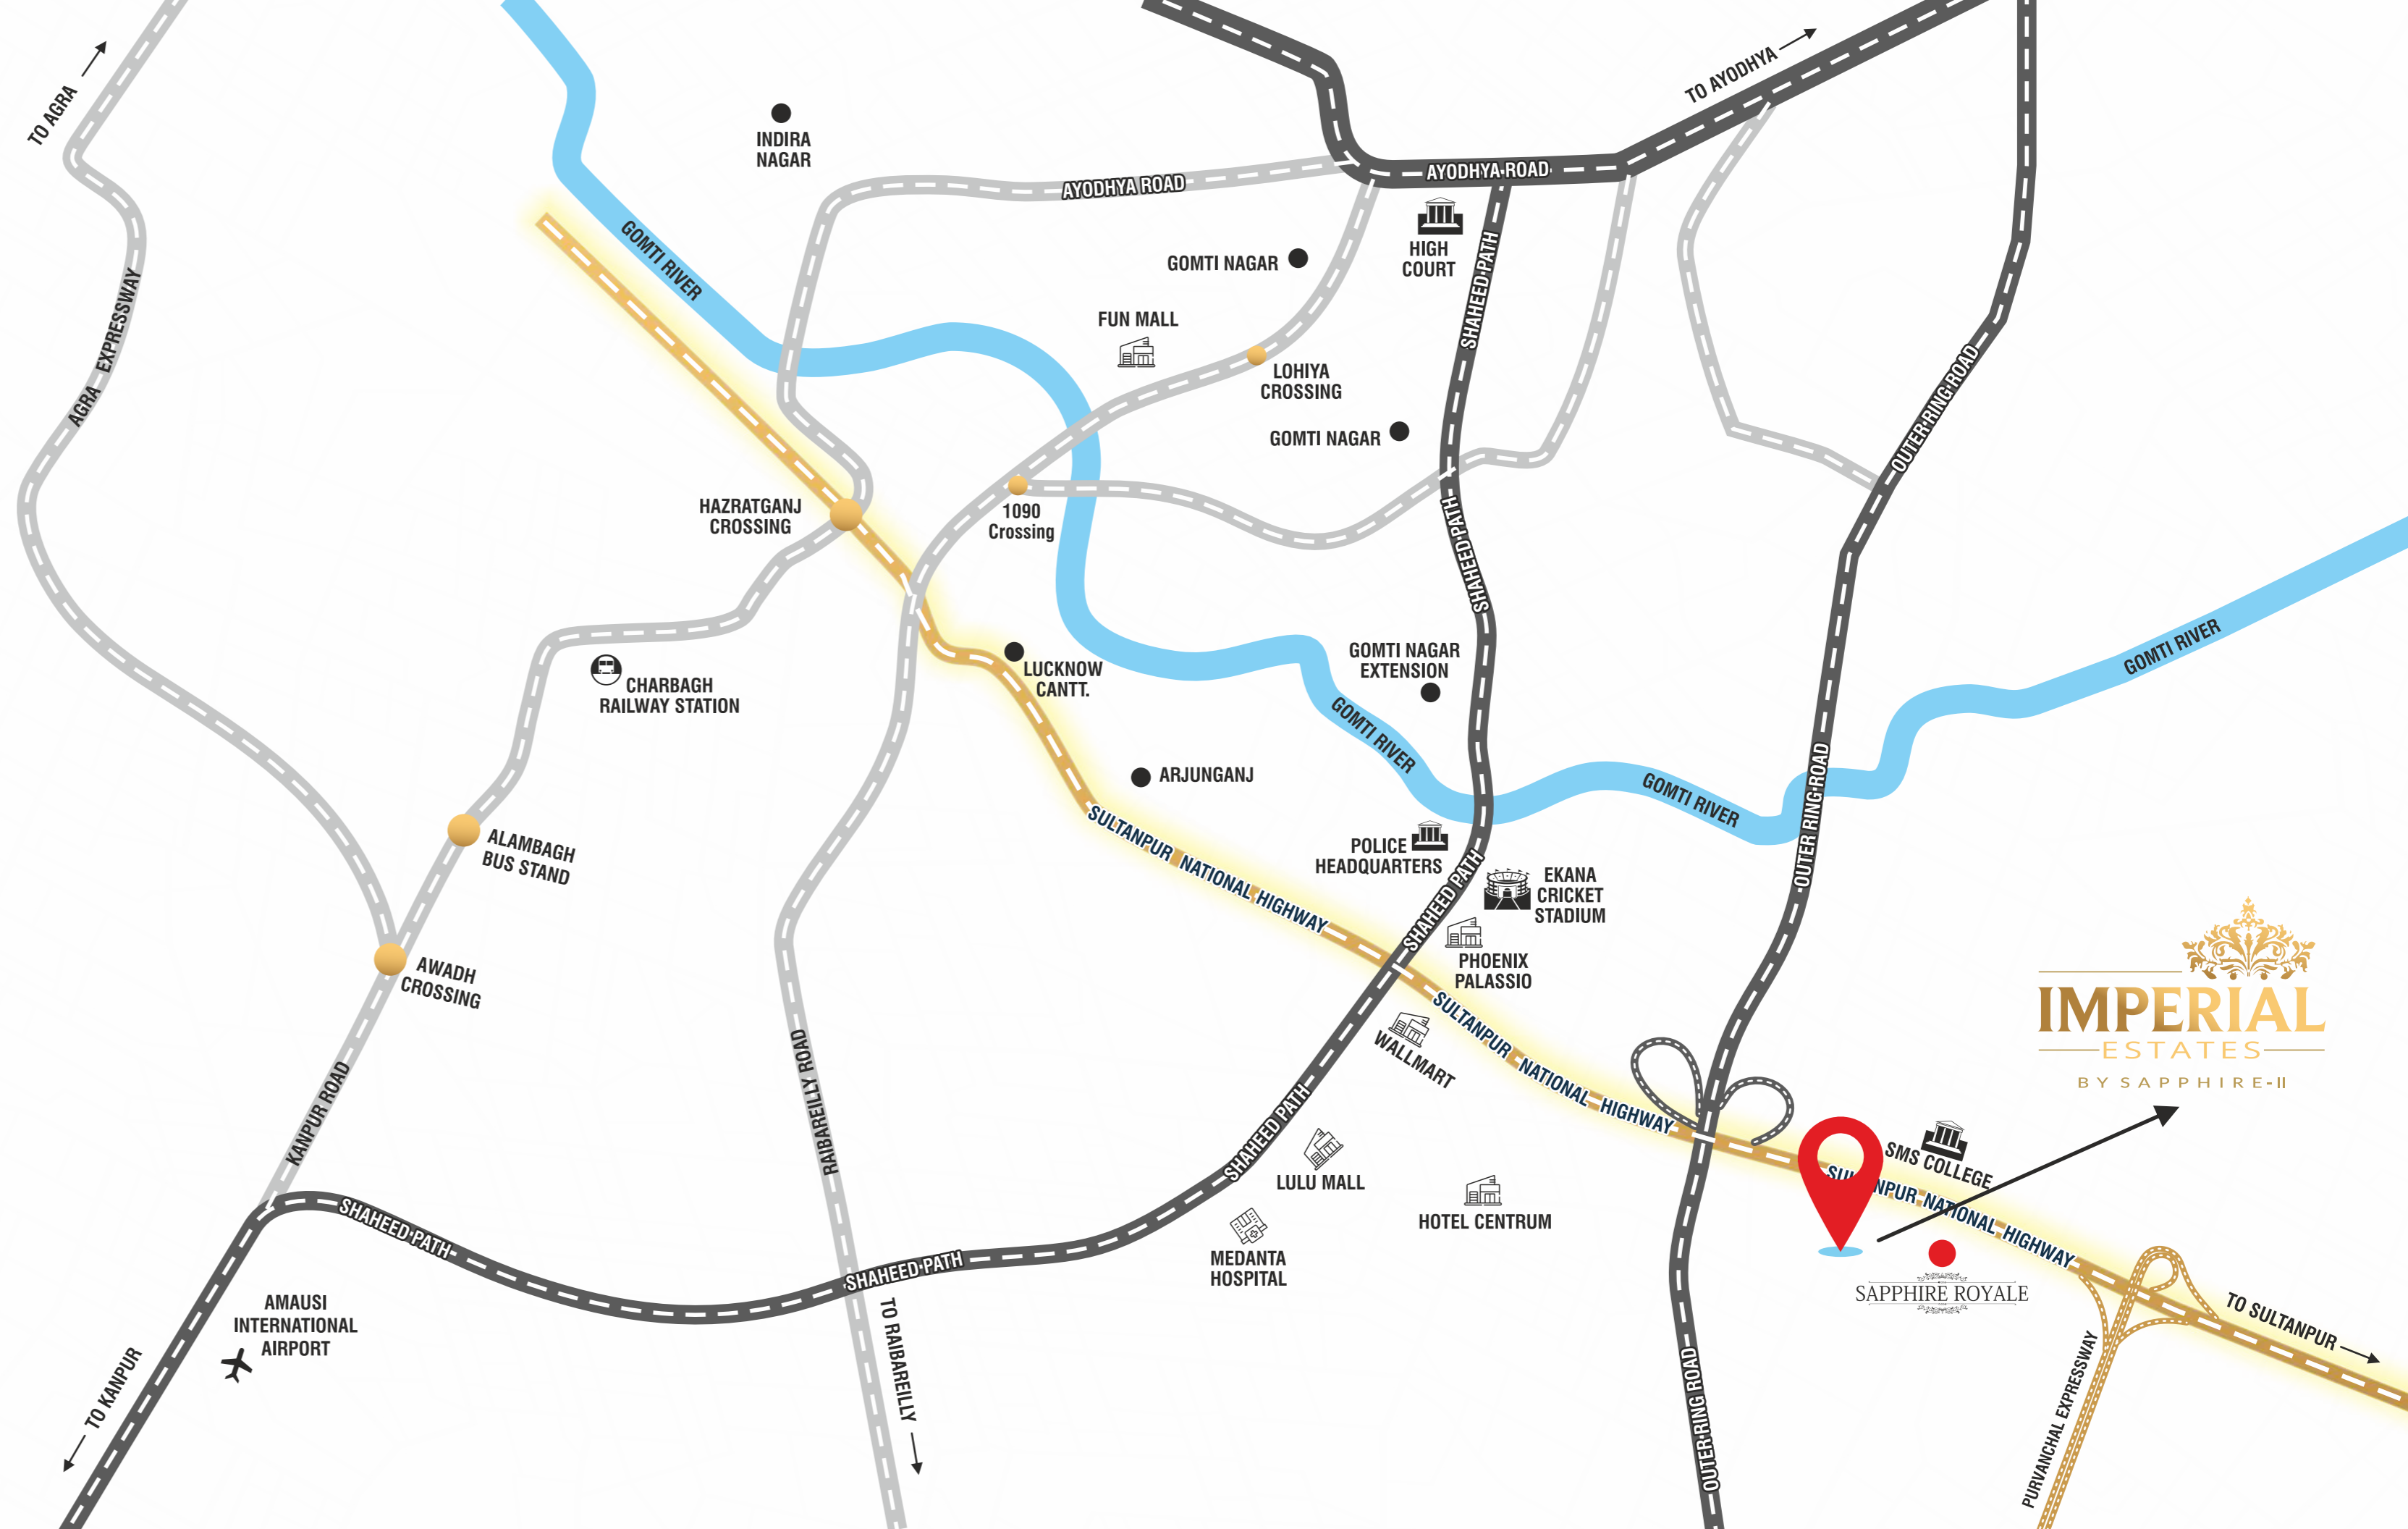 TO AGRA
AGRA EXPRESSWAY
INDIRA
NAGAR
GOMTI RIVER
AYODHYA ROAD
AYODHYA ROAD
TO AYODHYA
HIGH
COURT
SHAHEED PATH
GOMTI NAGAR
FUN MALL
LOHIYA
CROSSING
GOMTI NAGAR
OUTER RING ROAD
HAZRATGANJ
CROSSING
1090
Crossing
SHAHEED PATH
CHARBAGH
RAILWAY STATION
LUCKNOW
CANTT.
GOMTI NAGAR
EXTENSION
GOMTI RIVER
GOMTI RIVER
GOMTI RIVER
OUTER RING ROAD
ARJUNGANJ
ALAMBAGH
BUS STAND
SULTANPUR NATIONAL HIGHWAY
POLICE
HEADQUARTERS
SHAHEED PATH
EKANA
CRICKET
STADIUM
PHOENIX
PALASSIO
AWADH
CROSSING
SULTANPUR NATIONAL HIGHWAY
WALLMART
IMPERIAL
ESTATES
BY SAPPHIRE-II
KANPUR ROAD
RAIBAREILLY ROAD
SHAHEED PATH
LULU MALL
HOTEL CENTRUM
MEDANTA
HOSPITAL
SMS COLLEGE
NATIONAL HIGHWAY
SAPPHIRE ROYALE
SHAHEED PATH
SHAHEED PATH
AMAUSI
INTERNATIONAL
AIRPORT
TO KANPUR
TO RAIBAREILLY
OUTER RING ROAD
PURVANCHAL EXPRESSWAY
TO SULTANPUR